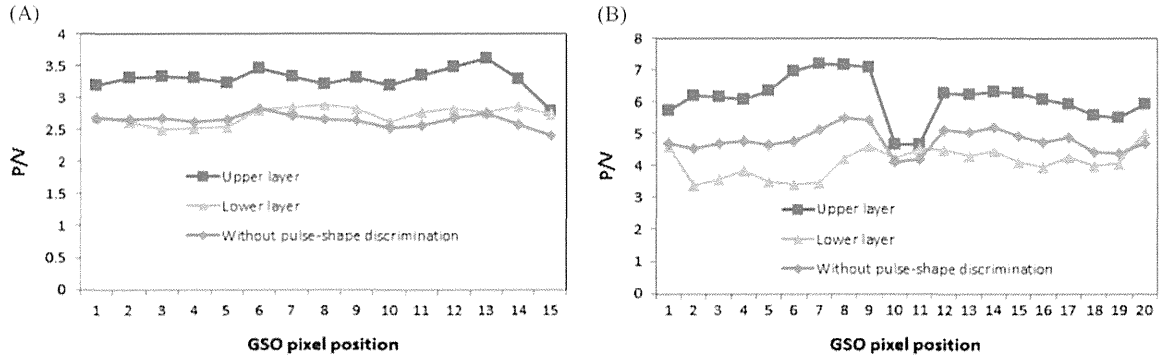 (A)
4
3.5
3
2.5
2
1.5
1
0.5
0
P/V
Upper layer
Lower layer
Without pulse-shape discrimination
1 2 3 4 5 6 7 8 9 10 11 12 13 14 15
GSO pixel position
(B)
8
7
6
5
4
3
2
1
0
P/V
Upper layer
Lower layer
Without pulse-shape discrimination
1 2 3 4 5 6 7 8 9 10 11 12 13 14 15 16 17 18 19 20
GSO pixel position